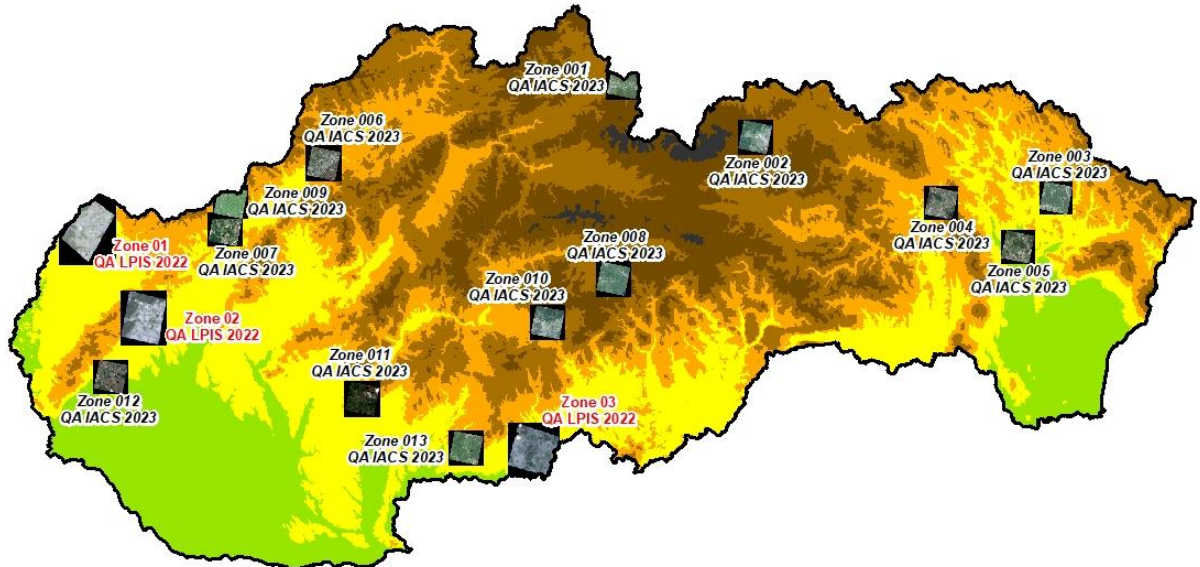 Zone 001
QA IACS 2023
Zone 006
QA IACS 2023
Zone 002
QA IACS 2023
Zone 003
QA IACS 2023
Zone 009
QA IACS 2023
Zone 004
QA IACS 2023
Zone 01
QA LPIS 2022
Zone 007
QA IACS 2023
Zone 008
QA IACS 2023
Zone 005
QA IACS 2023
Zone 010
QA IACS 2023
Zone 02
QA LPIS 2022
Zone 011
QA IACS 2023
Zone 012
QA IACS 2023
Zone 03
QA LPIS 2022
Zone 013
QA IACS 2023